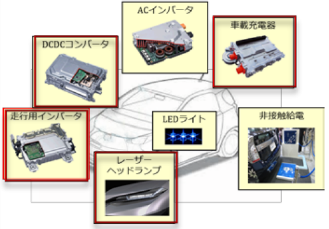 ACインバータ
車載充電器
DCDCコンバータ
走行用インバータ
LEDライト
非接触給電
レーザー
ヘッドランプ